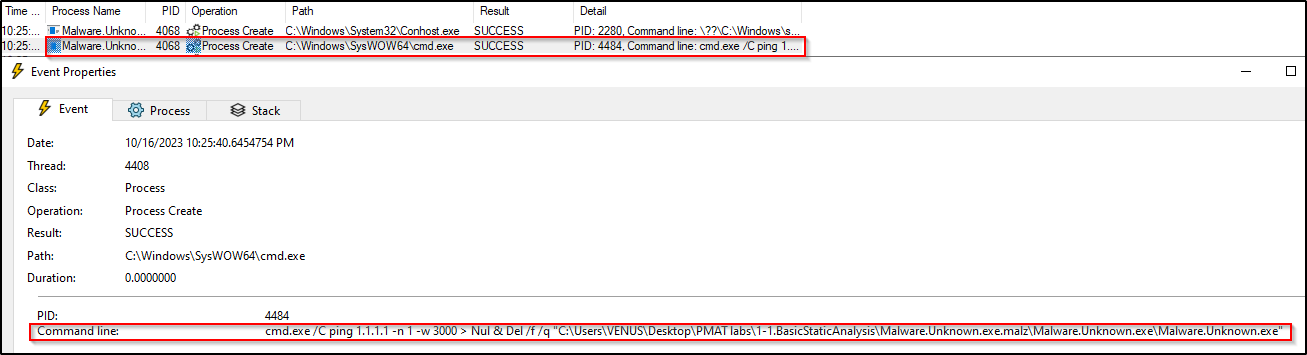 Time ... Process Name PID Operation Path Result Detail
10:25:... Malware.Unkno... 4068 Process Create C:\Windows\System32\Conhost.exe SUCCESS PID: 2280, Command line: \??\C:\Windows\s...
10:25:... Malware.Unkno... 4068 Process Create C:\Windows\SysWOW64\cmd.exe SUCCESS PID: 4484, Command line: cmd.exe /C ping 1....
Event Properties
Event Process Stack
Date: 10/16/2023 10:25:40.6454754 PM
Thread: 4408
Class: Process
Operation: Process Create
Result: SUCCESS
Path: C:\Windows\SysWOW64\cmd.exe
Duration: 0.0000000
PID: 4484
Command line: cmd.exe /C ping 1.1.1.1 -n 1 -w 3000 > Nul & Del /f /q "C:\Users\VENUS\Desktop\PMAT labs\1-1.BasicStaticAnalysis\Malware.Unknown.exe.malz\Malware.Unknown.exe\Malware.Unknown.exe"